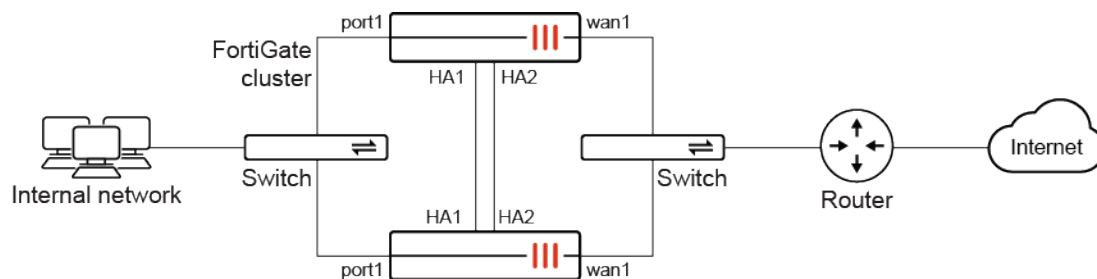 port1
wan1
FortiGate
cluster
HA1
HA2
Internal network
Switch
Switch
Router
Internet
HA1
HA2
port1
wan1